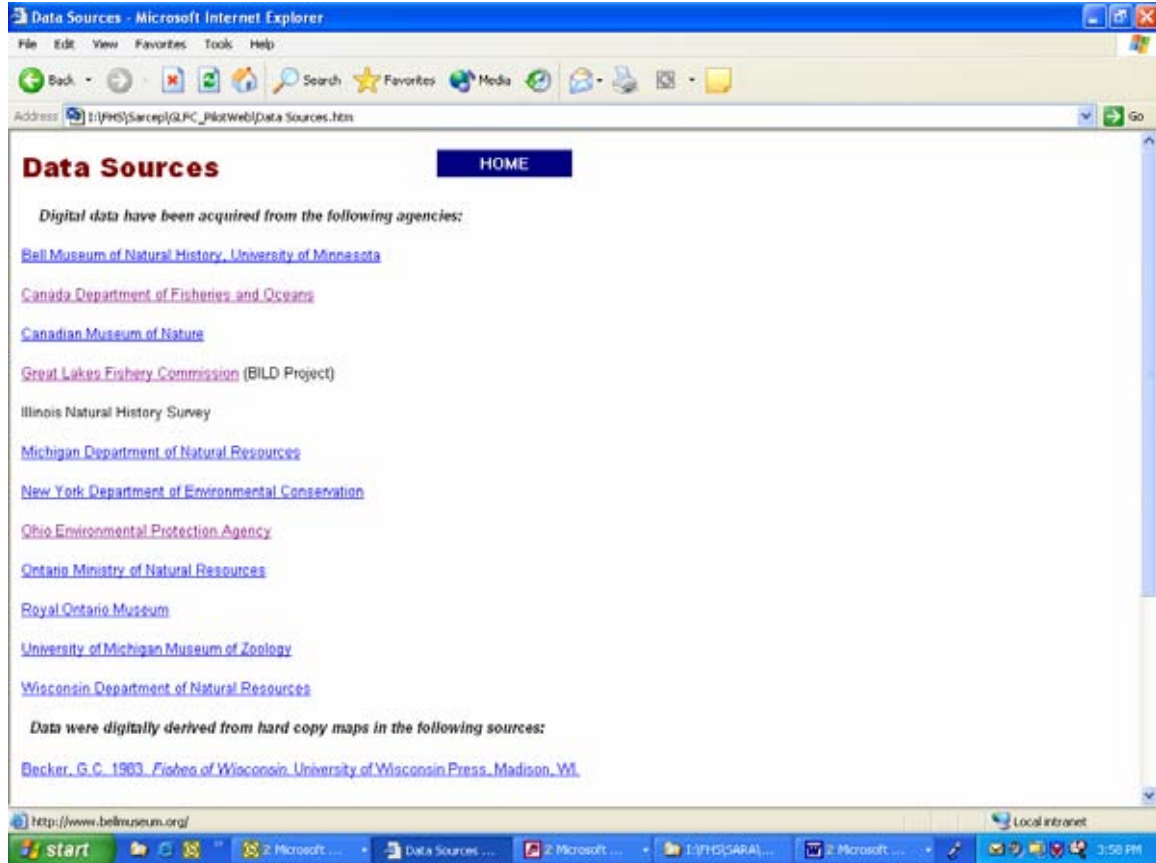 Data Sources - Microsoft Internet Explorer
File Edit View Favorites Tools Help
Back Search Favorites Media
Address I:\FHS\Sarcep\GLFC_PilotWeb\Data Sources.htm Go
Data Sources HOME
Digital data have been acquired from the following agencies:
Bell Museum of Natural History, University of Minnesota
Canada Department of Fisheries and Oceans
Canadian Museum of Nature
Great Lakes Fishery Commission (BILD Project)
Illinois Natural History Survey
Michigan Department of Natural Resources
New York Department of Environmental Conservation
Ohio Environmental Protection Agency
Ontario Ministry of Natural Resources
Royal Ontario Museum
University of Michigan Museum of Zoology
Wisconsin Department of Natural Resources
Data were digitally derived from hard copy maps in the following sources:
Becker, G.C. 1983. Fishes of Wisconsin. University of Wisconsin Press, Madison, WI.
http://www.bellmuseum.org/ Local intranet
start 2 Microsoft ... Data Sources ... 2 Microsoft ... I:\FHS\SARA\... 2 Microsoft ... 3:58 PM